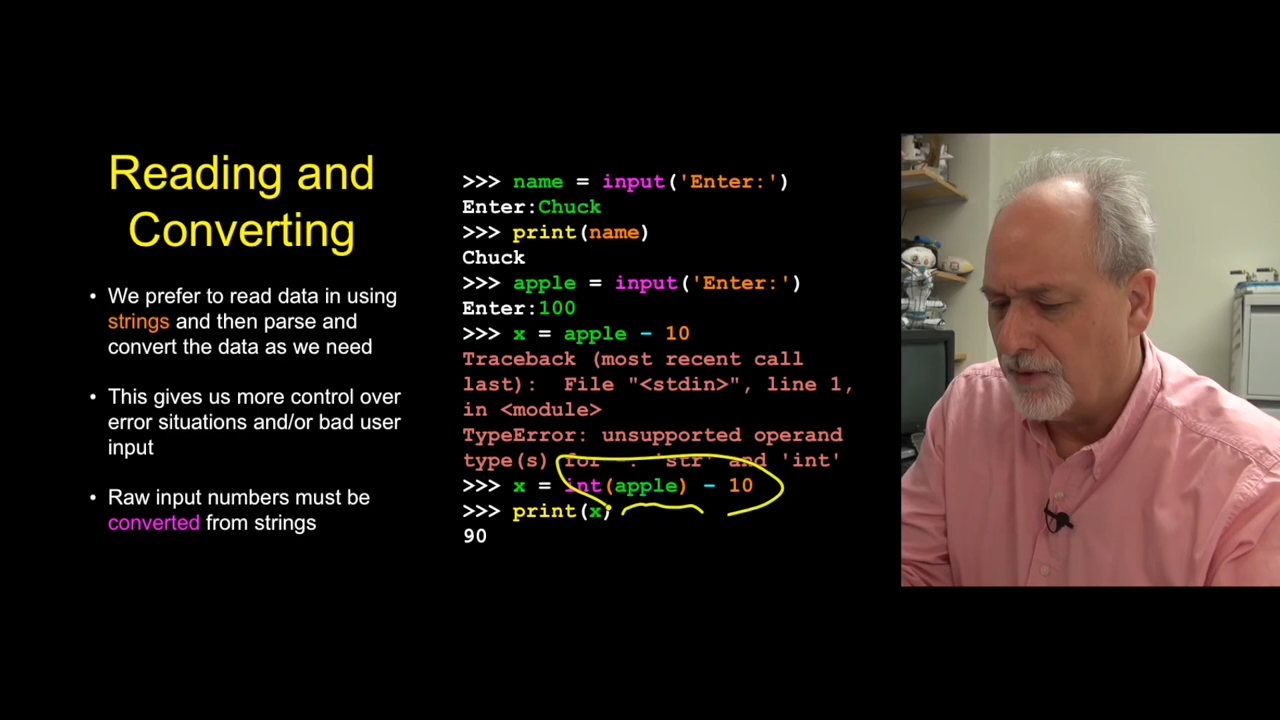 Reading and
Converting
• We prefer to read data in using
strings and then parse and
convert the data as we need
• This gives us more control over
error situations and/or bad user
input
• Raw input numbers must be
converted from strings
>>> name = input('Enter:')
Enter:Chuck
>>> print(name)
Chuck
>>> apple = input('Enter:')
Enter:100
>>> x = apple - 10
Traceback (most recent call
last):  File "<stdin>", line 1,
in <module>
TypeError: unsupported operand
type(s) for -: 'str' and 'int'
>>> x = int(apple) - 10
>>> print(x)
90